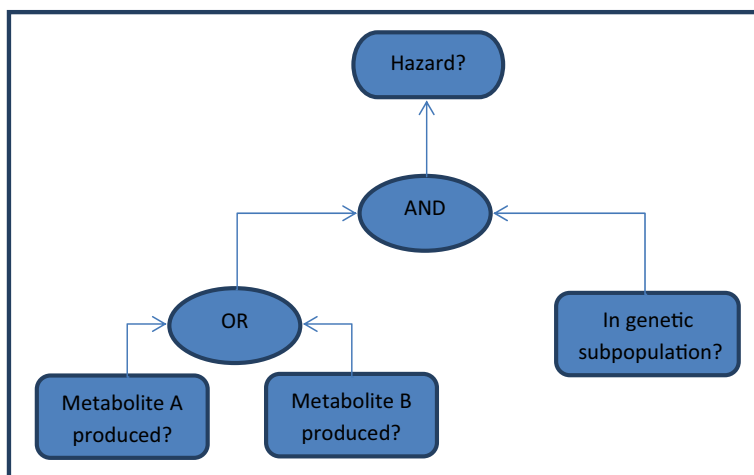 Hazard?
AND
OR
In genetic
subpopulation?
Metabolite A
produced?
Metabolite B
produced?